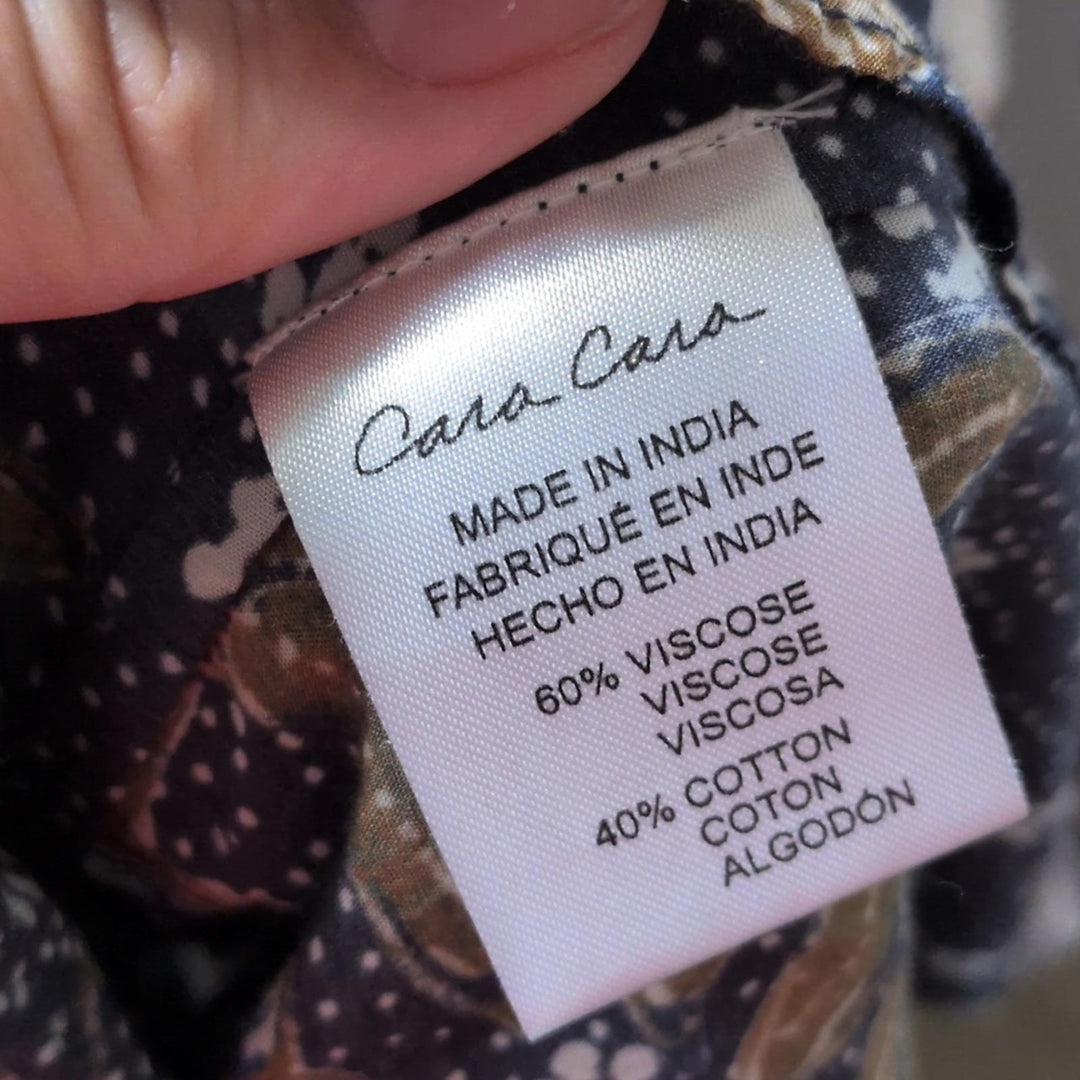 Cara Cara
MADE IN INDIA
FABRIQUÉ EN INDE
HECHO EN INDIA
60% VISCOSE
VISCOSE
VISCOSA
40% COTTON
COTON
ALGODÓN